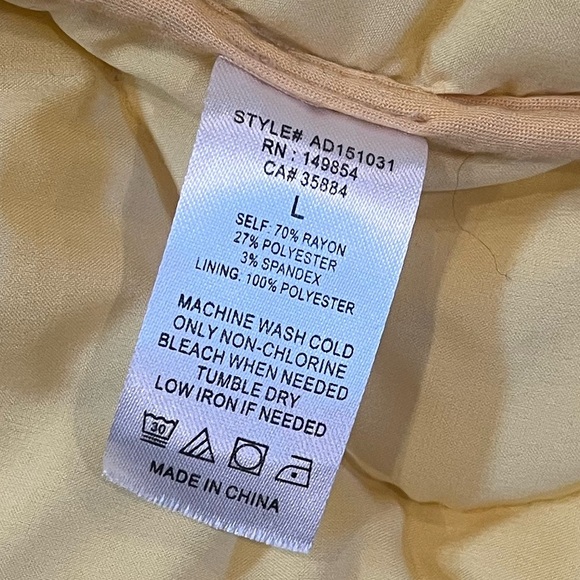 STYLE# AD151031
RN : 149854
CA# 35884
L
SELF: 70% RAYON
27% POLYESTER
3% SPANDEX
LINING: 100% POLYESTER
MACHINE WASH COLD
ONLY NON-CHLORINE
BLEACH WHEN NEEDED
TUMBLE DRY
LOW IRON IF NEEDED
30
MADE IN CHINA